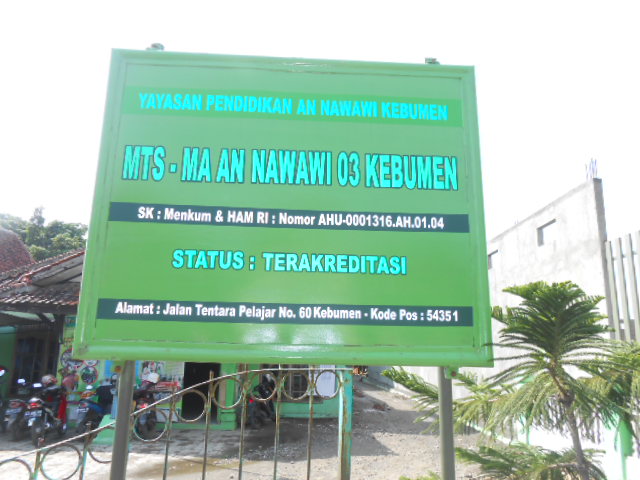 YAYASAN PENDIDIKAN AN NAWAWI KEBUMEN
MTS - MA AN NAWAWI 03 KEBUMEN
SK : Menkum & HAM RI : Nomor AHU-0001316.AH.01.04
STATUS : TERAKREDITASI
Alamat : Jalan Tentara Pelajar No. 60 Kebumen - Kode Pos : 54351